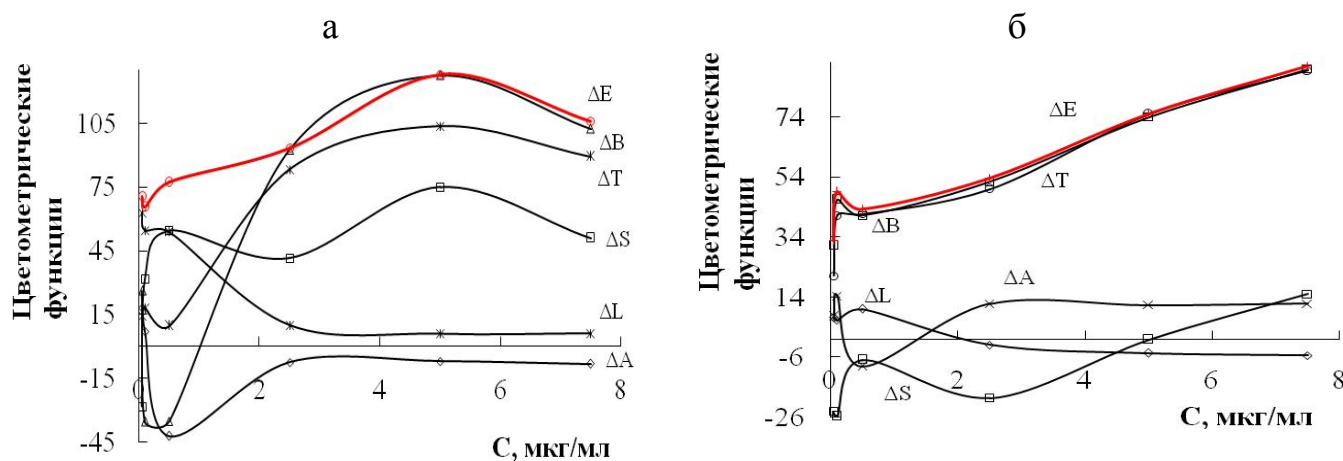 а
Цветометрические
функции
105
75
45
15
-15
-45
0
2
4
6
8
ΔE
ΔB
ΔT
ΔS
ΔL
ΔA
С, мкг/мл
б
Цветометрические
функции
74
54
34
14
-6
-26
0
2
4
6
8
ΔE
ΔT
ΔB
ΔA
ΔL
ΔS
С, мкг/мл